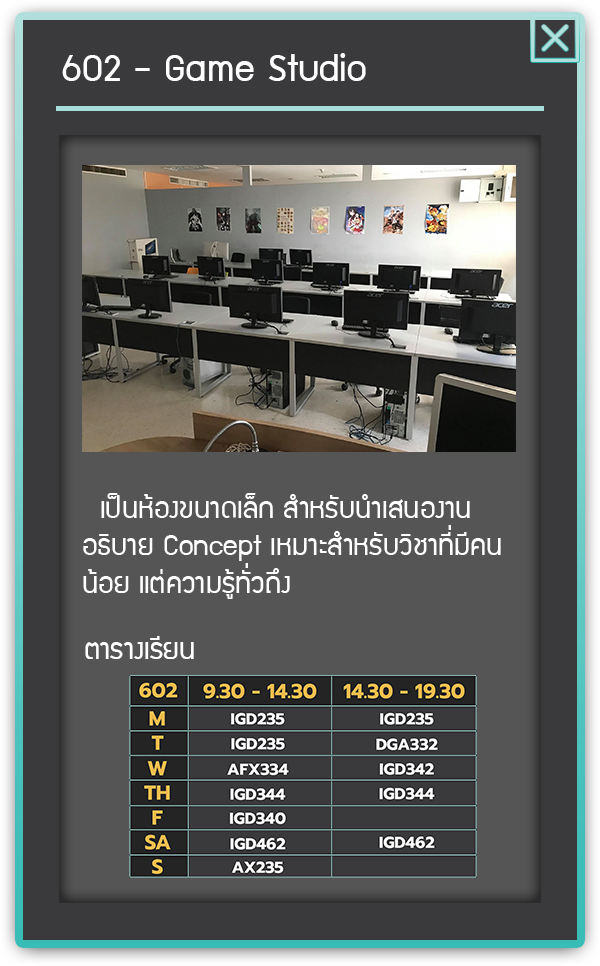 602 - Game Studio
เป็นห้องขนาดเล็ก สำหรับนำเสนองาน
อธิบาย Concept เหมาะสำหรับวิชาที่มีคน
น้อย แต่ความรู้ทั่วถึง
ตารางเรียน
602 9.30 - 14.30 14.30 - 19.30
M IGD235 IGD235
T IGD235 DGA332
W AFX334 IGD342
TH IGD344 IGD344
F IGD340
SA IGD462 IGD462
S AX235